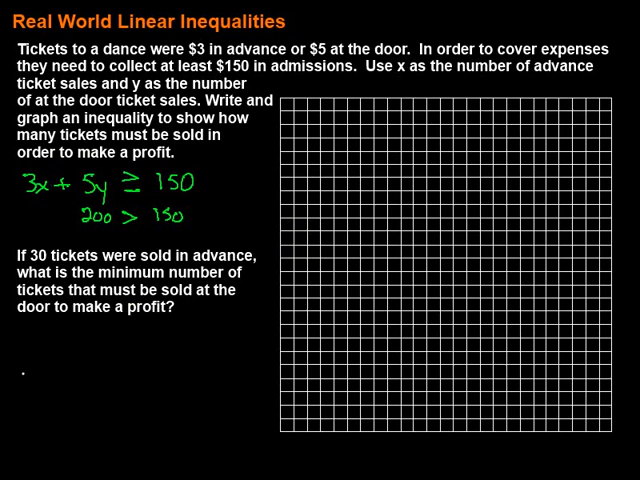 Real World Linear Inequalities
Tickets to a dance were $3 in advance or $5 at the door. In order to cover expenses
they need to collect at least $150 in admissions. Use x as the number of advance
ticket sales and y as the number
of at the door ticket sales. Write and
graph an inequality to show how
many tickets must be sold in
order to make a profit.
3x + 5y ≥ 150
200 > 150
If 30 tickets were sold in advance,
what is the minimum number of
tickets that must be sold at the
door to make a profit?